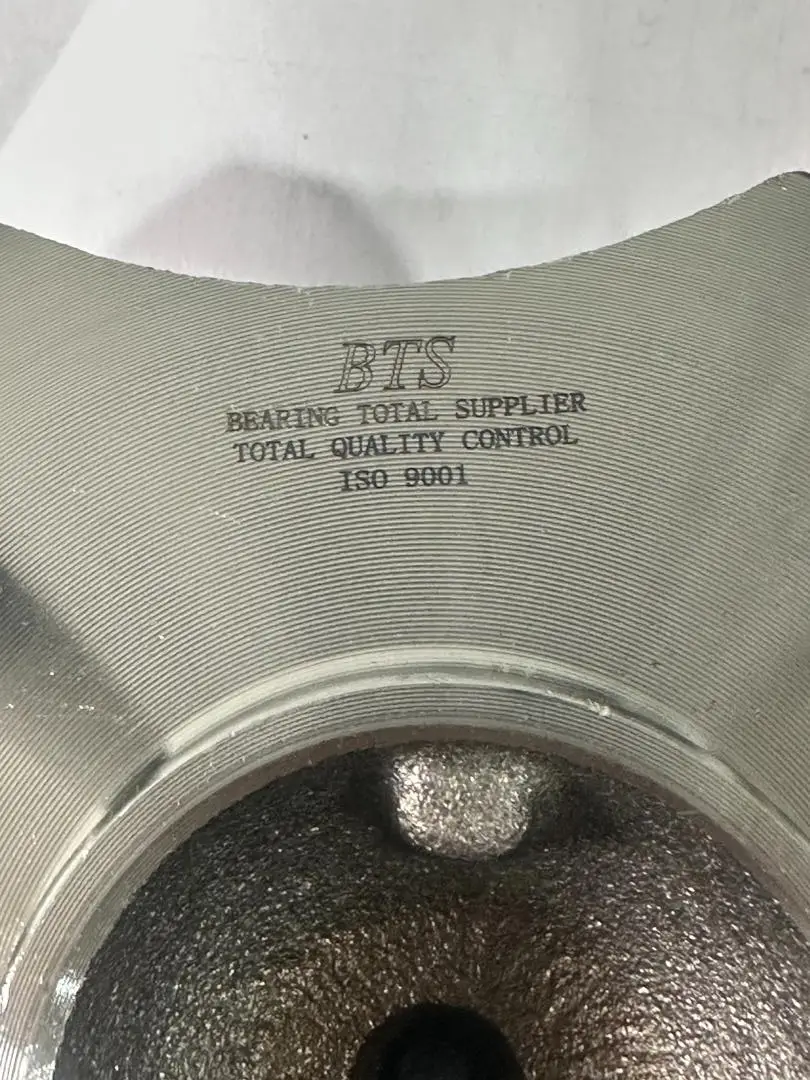 BTS
BEARING TOTAL SUPPLIER
TOTAL QUALITY CONTROL
ISO 9001